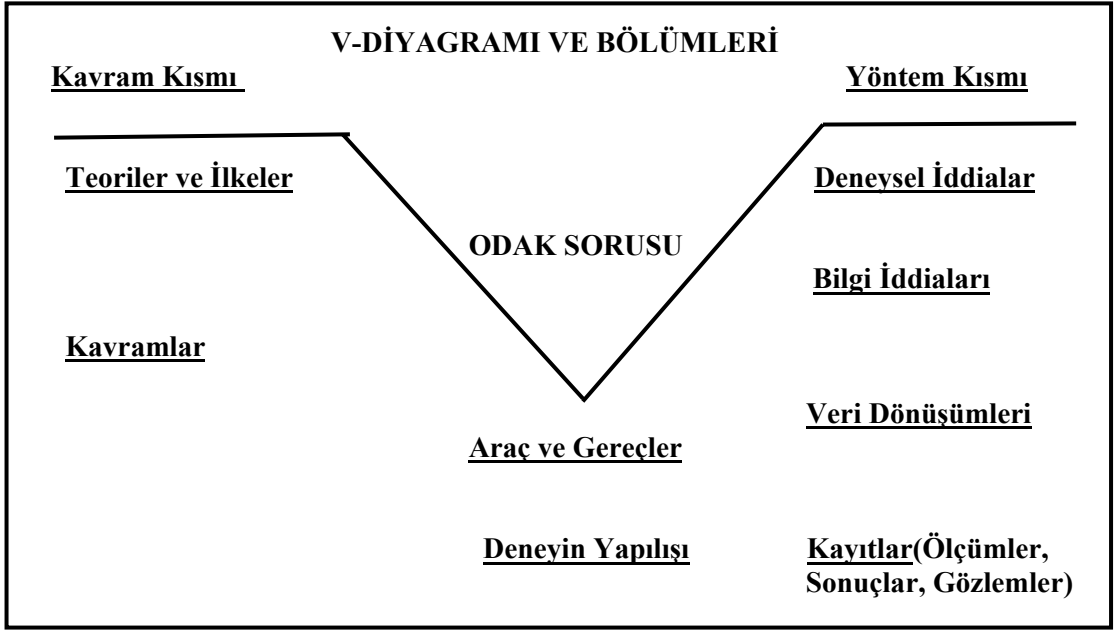 V-DİYAGRAMI VE BÖLÜMLERİ
Kavram Kısmı
Yöntem Kısmı
Teoriler ve İlkeler
Deneysel İddialar
ODAK SORUSU
Bilgi İddiaları
Kavramlar
Veri Dönüşümleri
Araç ve Gereçler
Deneyin Yapılışı
Kayıtlar(Ölçümler,
Sonuçlar, Gözlemler)